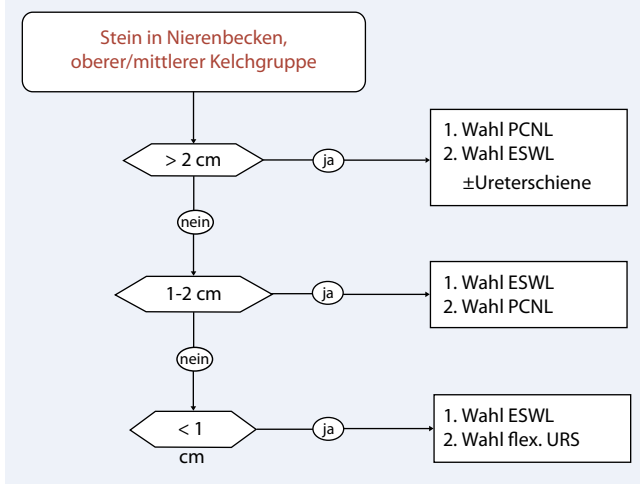 Stein in Nierenbecken,
oberer/mittlerer Kelchgruppe
> 2 cm
ja
1. Wahl PCNL
2. Wahl ESWL
±Ureterschiene
nein
1-2 cm
ja
1. Wahl ESWL
2. Wahl PCNL
nein
< 1
cm
ja
1. Wahl ESWL
2. Wahl flex. URS